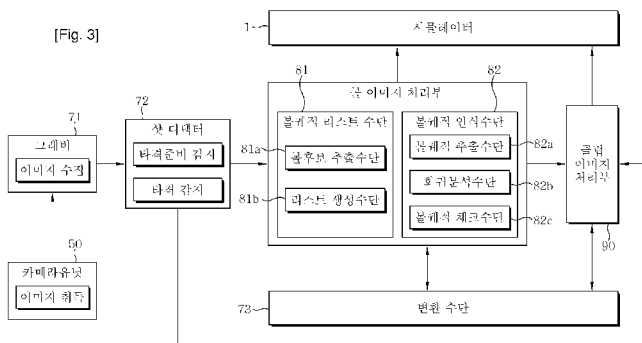 [Fig. 3]
1
시뮬레이터
71
그래버
이미지 수집
72
샷 디텍터
타격준비 감지
타격 감지
볼 이미지 처리부
81
볼궤적 리스트 수단
81a
볼후보 추출수단
81b
리스트 생성수단
82
볼궤적 인식수단
볼궤적 추출수단
82a
회귀분석수단
82b
볼궤적 체크수단
82c
클럽
이미지
처리부
90
50
카메라유닛
이미지 취득
73
변환 수단